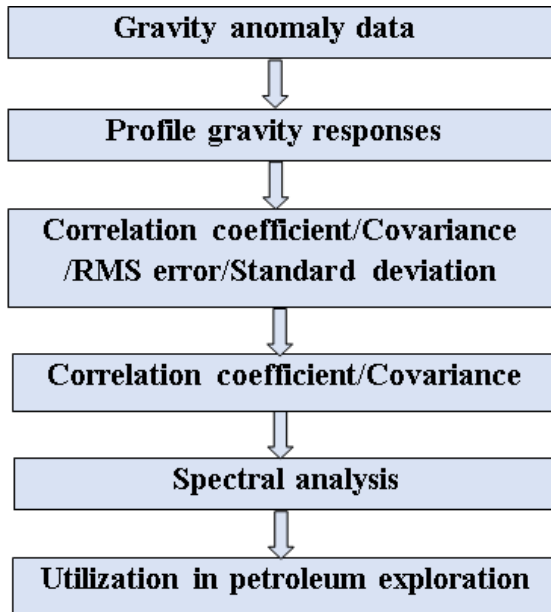 Gravity anomaly data
Profile gravity responses
Correlation coefficient/Covariance
/RMS error/Standard deviation
Correlation coefficient/Covariance
Spectral analysis
Utilization in petroleum exploration